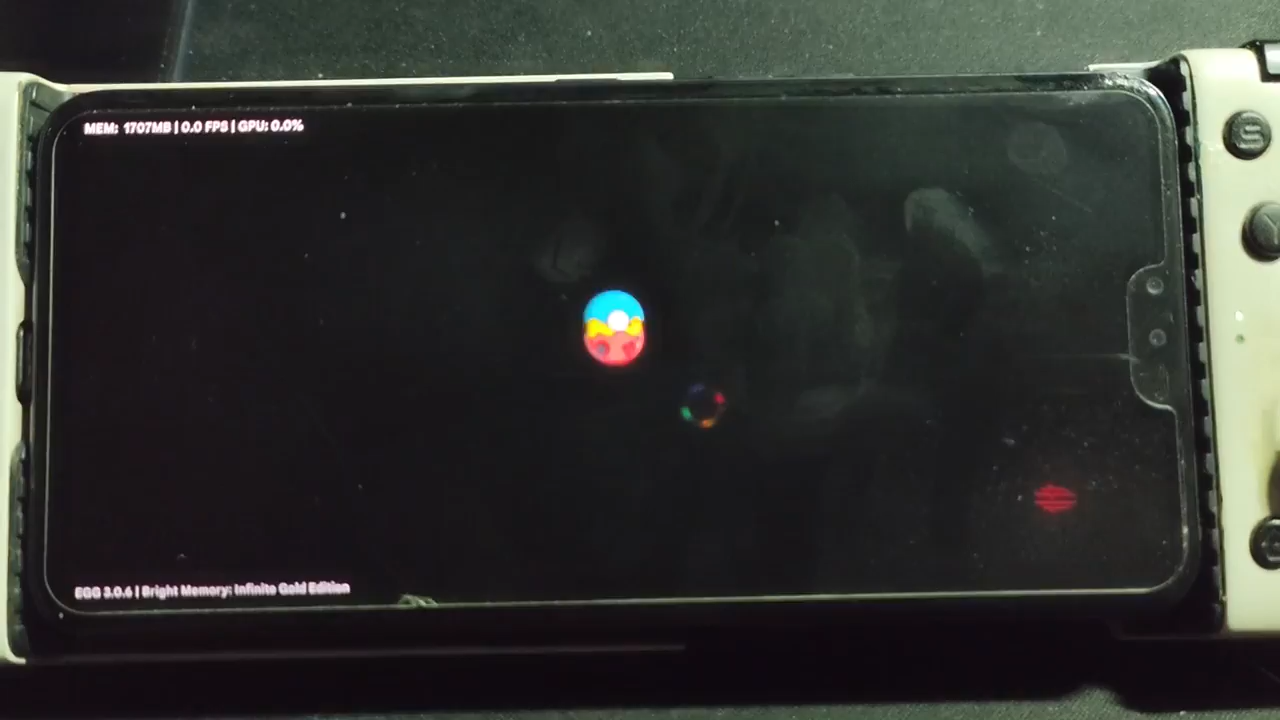 MEM: 1707MB | 0.0 FPS | GPU: 0.0%
S
Y
EGG 3.0.6 | Bright Memory: Infinite Gold Edition